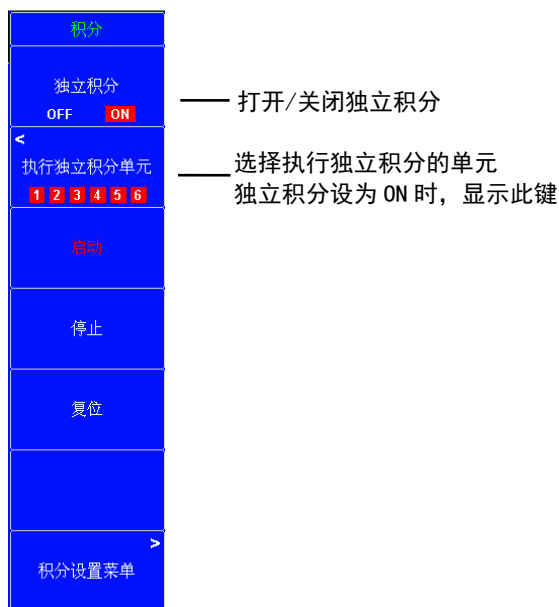 积分
独立积分
OFF ON
打开/关闭独立积分
<
执行独立积分单元
1 2 3 4 5 6
选择执行独立积分的单元
独立积分设为 ON 时，显示此键
启动
停止
复位
>
积分设置菜单